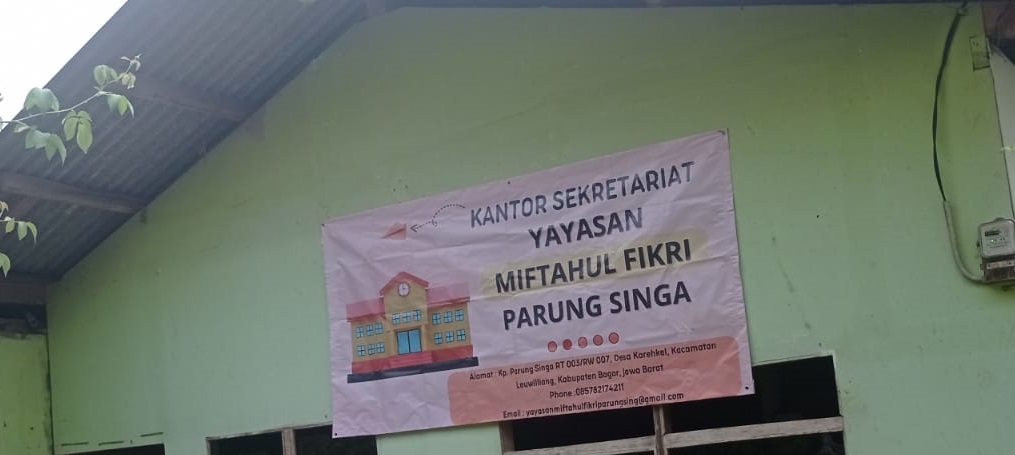 KANTOR SEKRETARIAT
YAYASAN
MIFTAHUL FIKRI
PARUNG SINGA
Alamat : Kp. Parung Singa RT 003/RW 007, Desa Karehkel, Kecamatan
Leuwiliang, Kabupaten Bogor, Jawa Barat
Phone :085782174211
Email : yayasanmiftahulfikriparungsing@gmail.com